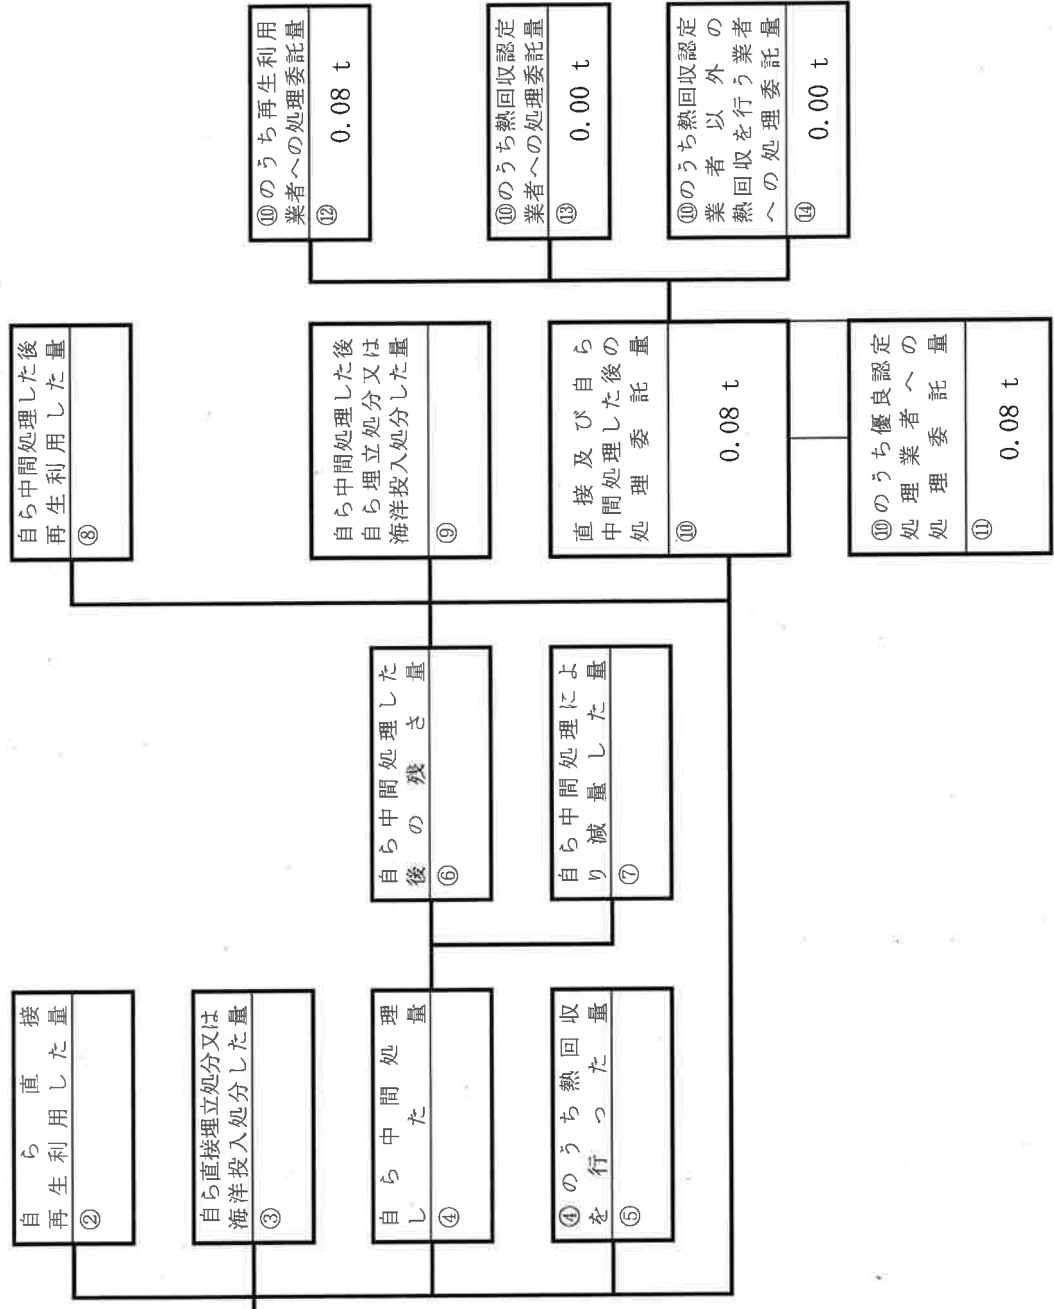 自ら直接
再生利用した量
②
自ら直接埋立処分又は
海洋投入処分した量
③
自ら中間処理
した量
④
④のうち熱回収
を行った量
⑤
自ら中間処理した
後の残さ量
⑥
自ら中間処理によ
り減量した量
⑦
自ら中間処理した後
再生利用した量
⑧
自ら中間処理した後
自ら埋立処分又は
海洋投入処分した量
⑨
直接及び自ら
中間処理した後の
処理委託量
⑩
0.08 t
⑩のうち優良認定
処理業者への
処理委託量
⑪
0.08 t
⑩のうち再生利用
業者への処理委託量
⑫
0.08 t
⑩のうち熱回収認定
業者への処理委託量
⑬
0.00 t
⑩のうち熱回収認定
業者以外の
熱回収を行う業者
への処理委託量
⑭
0.00 t